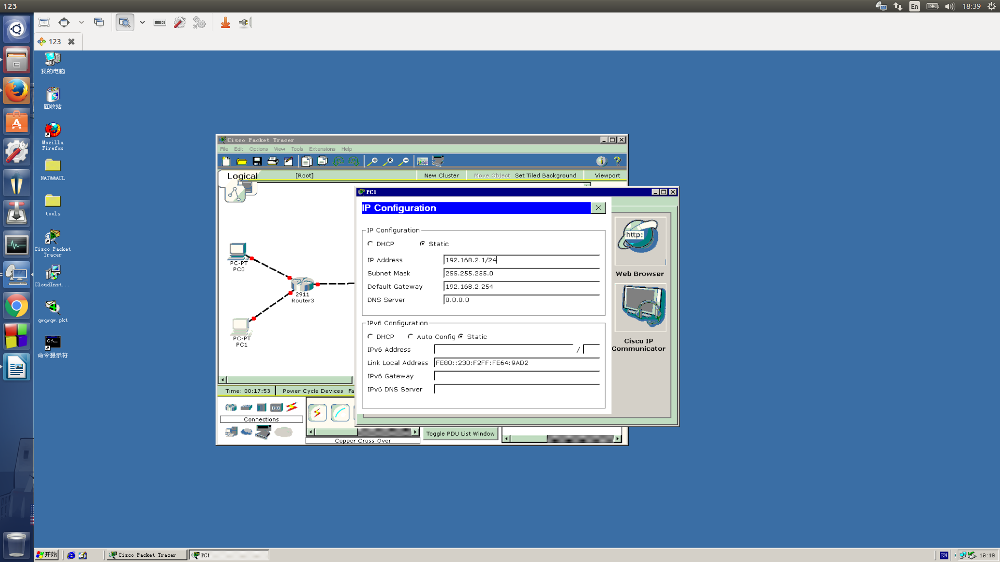 123
En
18:39
123
我的电脑
回收站
Mozilla
Firefox
NAT&&ACL
tools
Cisco Packet
Tracer
CloudInst...
qwqwqw.pkt
命令提示符
Cisco Packet Tracer
File Edit Options View Tools Extensions Help
Logical
[Root]
New Cluster
Move Object
Set Tiled Background
Viewport
PC-PT
PC0
2911
Router3
PC-PT
PC1
Time: 00:17:53
Power Cycle Devices
Fa
Connections
Copper Cross-Over
Toggle PDU List Window
PC1
IP Configuration
IP Configuration
DHCP
Static
IP Address
192.168.2.1/24
Subnet Mask
255.255.255.0
Default Gateway
192.168.2.254
DNS Server
0.0.0.0
IPv6 Configuration
DHCP
Auto Config
Static
IPv6 Address
/
Link Local Address
FE80::230:F2FF:FE64:9AD2
IPv6 Gateway
IPv6 DNS Server
http:
Web Browser
Cisco IP
Communicator
开始
Cisco Packet Tracer
PC1
EN
19:19